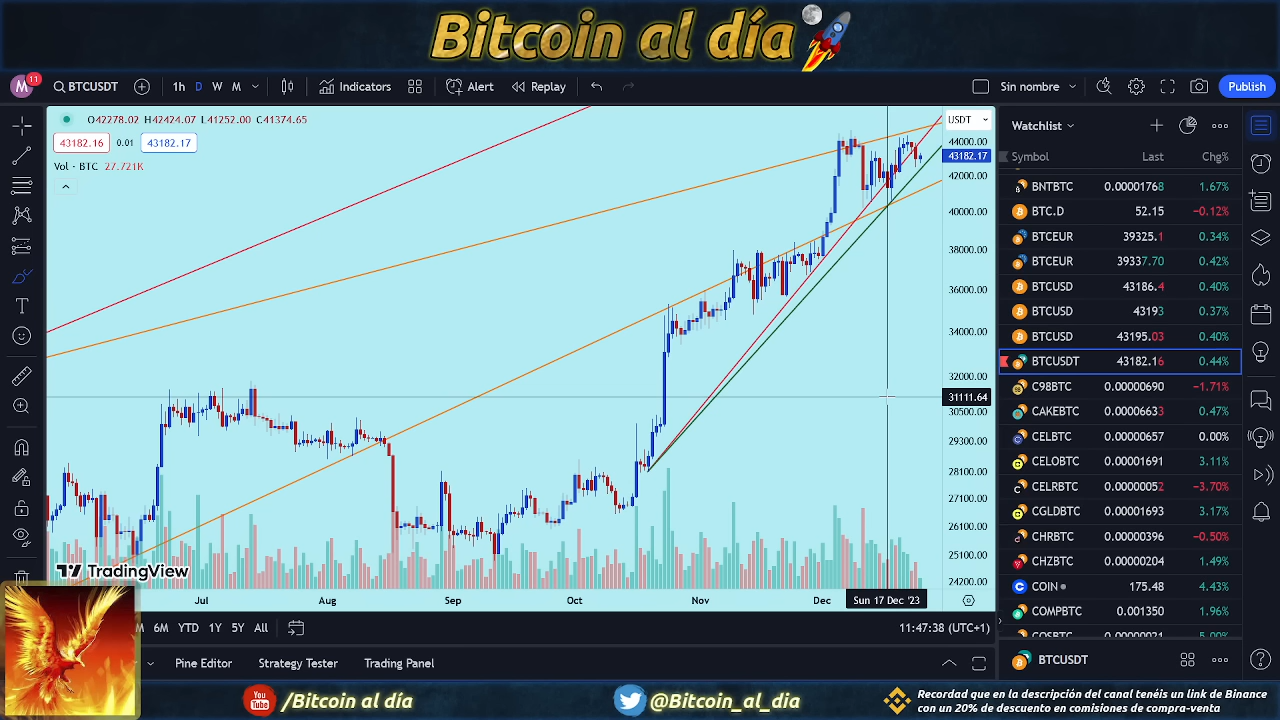 Bitcoin al día
M 11 BTCUSDT 1h D W M Indicators Alert Replay Sin nombre Publish
O42278.02 H42424.07 L41252.00 C41374.65
43182.16 0.01 43182.17
Vol · BTC 27.721K
USDT
44000.00
43182.17
42000.00
40000.00
38000.00
36000.00
34000.00
32000.00
31111.64
30500.00
29300.00
28100.00
27100.00
26100.00
25100.00
24200.00
TradingView
Jul Aug Sep Oct Nov Dec Sun 17 Dec '23
M 6M YTD 1Y 5Y All 11:47:38 (UTC+1)
Pine Editor Strategy Tester Trading Panel
Watchlist
Symbol Last Chg%
BNTBTC 0.00001768 1.67%
BTC.D 52.15 −0.12%
BTCEUR 39325.1 0.34%
BTCEUR 39337.70 0.42%
BTCUSD 43186.4 0.40%
BTCUSD 43193 0.37%
BTCUSD 43195.03 0.40%
BTCUSDT 43182.16 0.44%
C98BTC 0.00000690 −1.71%
CAKEBTC 0.00006633 0.47%
CELBTC 0.00000657 0.00%
CELOBTC 0.00001691 3.11%
CELRBTC 0.00000052 −3.70%
CGLDBTC 0.00001693 3.17%
CHRBTC 0.00000396 −0.50%
CHZBTC 0.00000204 1.49%
COIN 175.48 4.43%
COMPBTC 0.001350 1.96%
COSBTC 0.00000021 5.00%
BTCUSDT
You Tube /Bitcoin al día
@Bitcoin_al_dia
Recordad que en la descripción del canal tenéis un link de Binance
con un 20% de descuento en comisiones de compra-venta